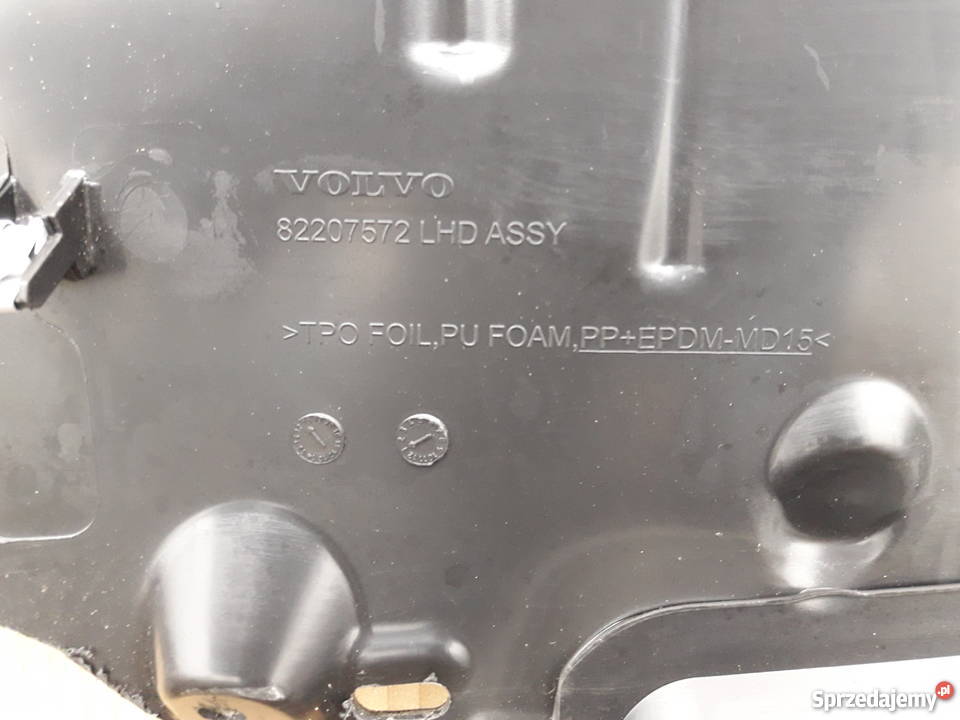 VOLVO
82207572 LHD ASSY
>TPO FOIL,PU FOAM,PP+EPDM-MD15<
Sprzedajemy.pl